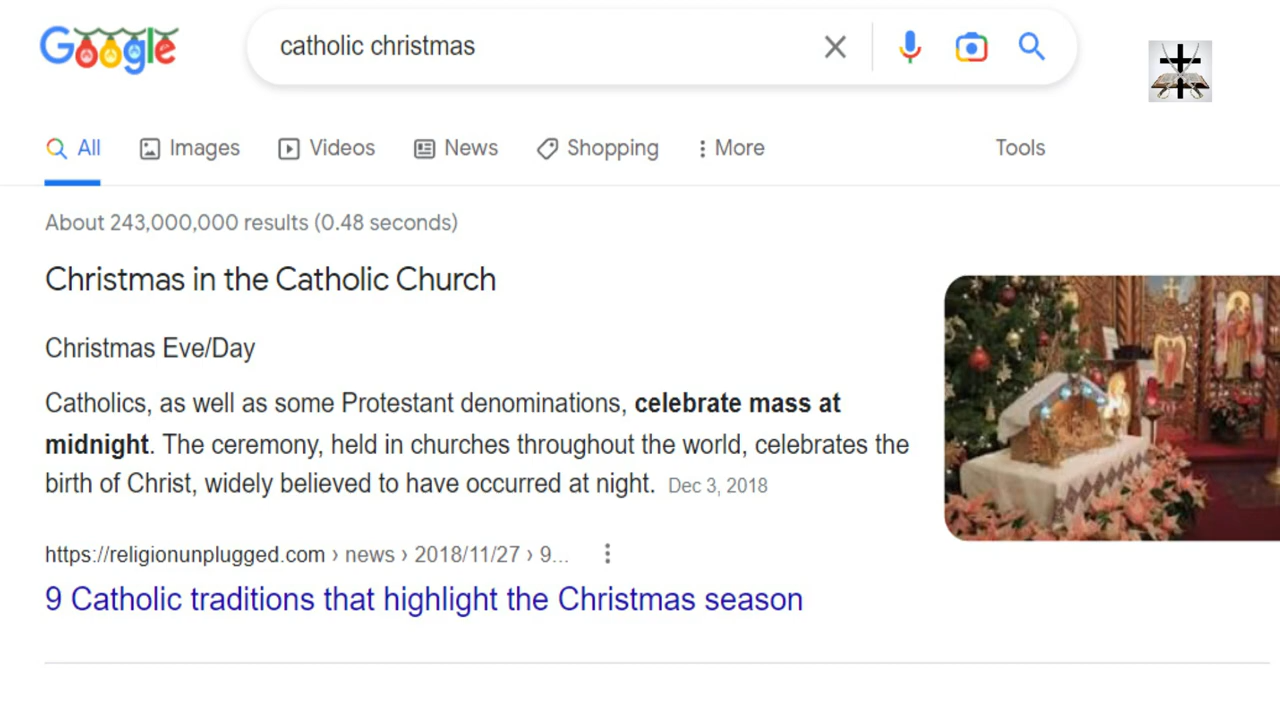 Google
catholic christmas
All Images Videos News Shopping More Tools
About 243,000,000 results (0.48 seconds)
Christmas in the Catholic Church
Christmas Eve/Day
Catholics, as well as some Protestant denominations, celebrate mass at
midnight. The ceremony, held in churches throughout the world, celebrates the
birth of Christ, widely believed to have occurred at night. Dec 3, 2018
https://religionunplugged.com › news › 2018/11/27 › 9...
9 Catholic traditions that highlight the Christmas season